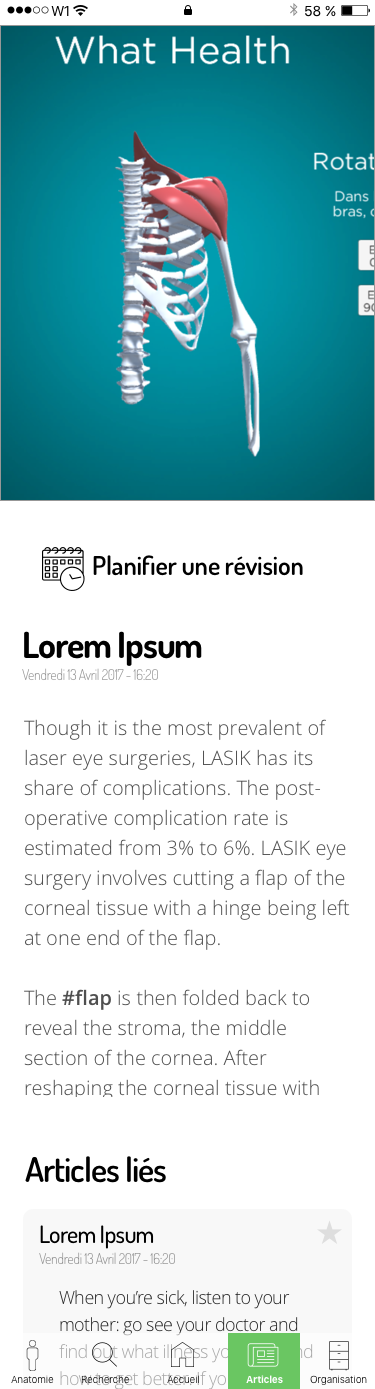 W1 58 %
What Health
Rotat
Dans
bras, c
E
0
E
90
Planifier une révision
Lorem Ipsum
Vendredi 13 Avril 2017 - 16:20
Though it is the most prevalent of
laser eye surgeries, LASIK has its
share of complications. The post-
operative complication rate is
estimated from 3% to 6%. LASIK eye
surgery involves cutting a flap of the
corneal tissue with a hinge being left
at one end of the flap.
The #flap is then folded back to
reveal the stroma, the middle
section of the cornea. After
reshaping the corneal tissue with
Articles liés
Lorem Ipsum
Vendredi 13 Avril 2017 - 16:20
When you're sick, listen to your
mother: go see your doctor and
find out what illness yo nd
how to get better. If yo
Anatomie Recherche Accueil Articles Organisation